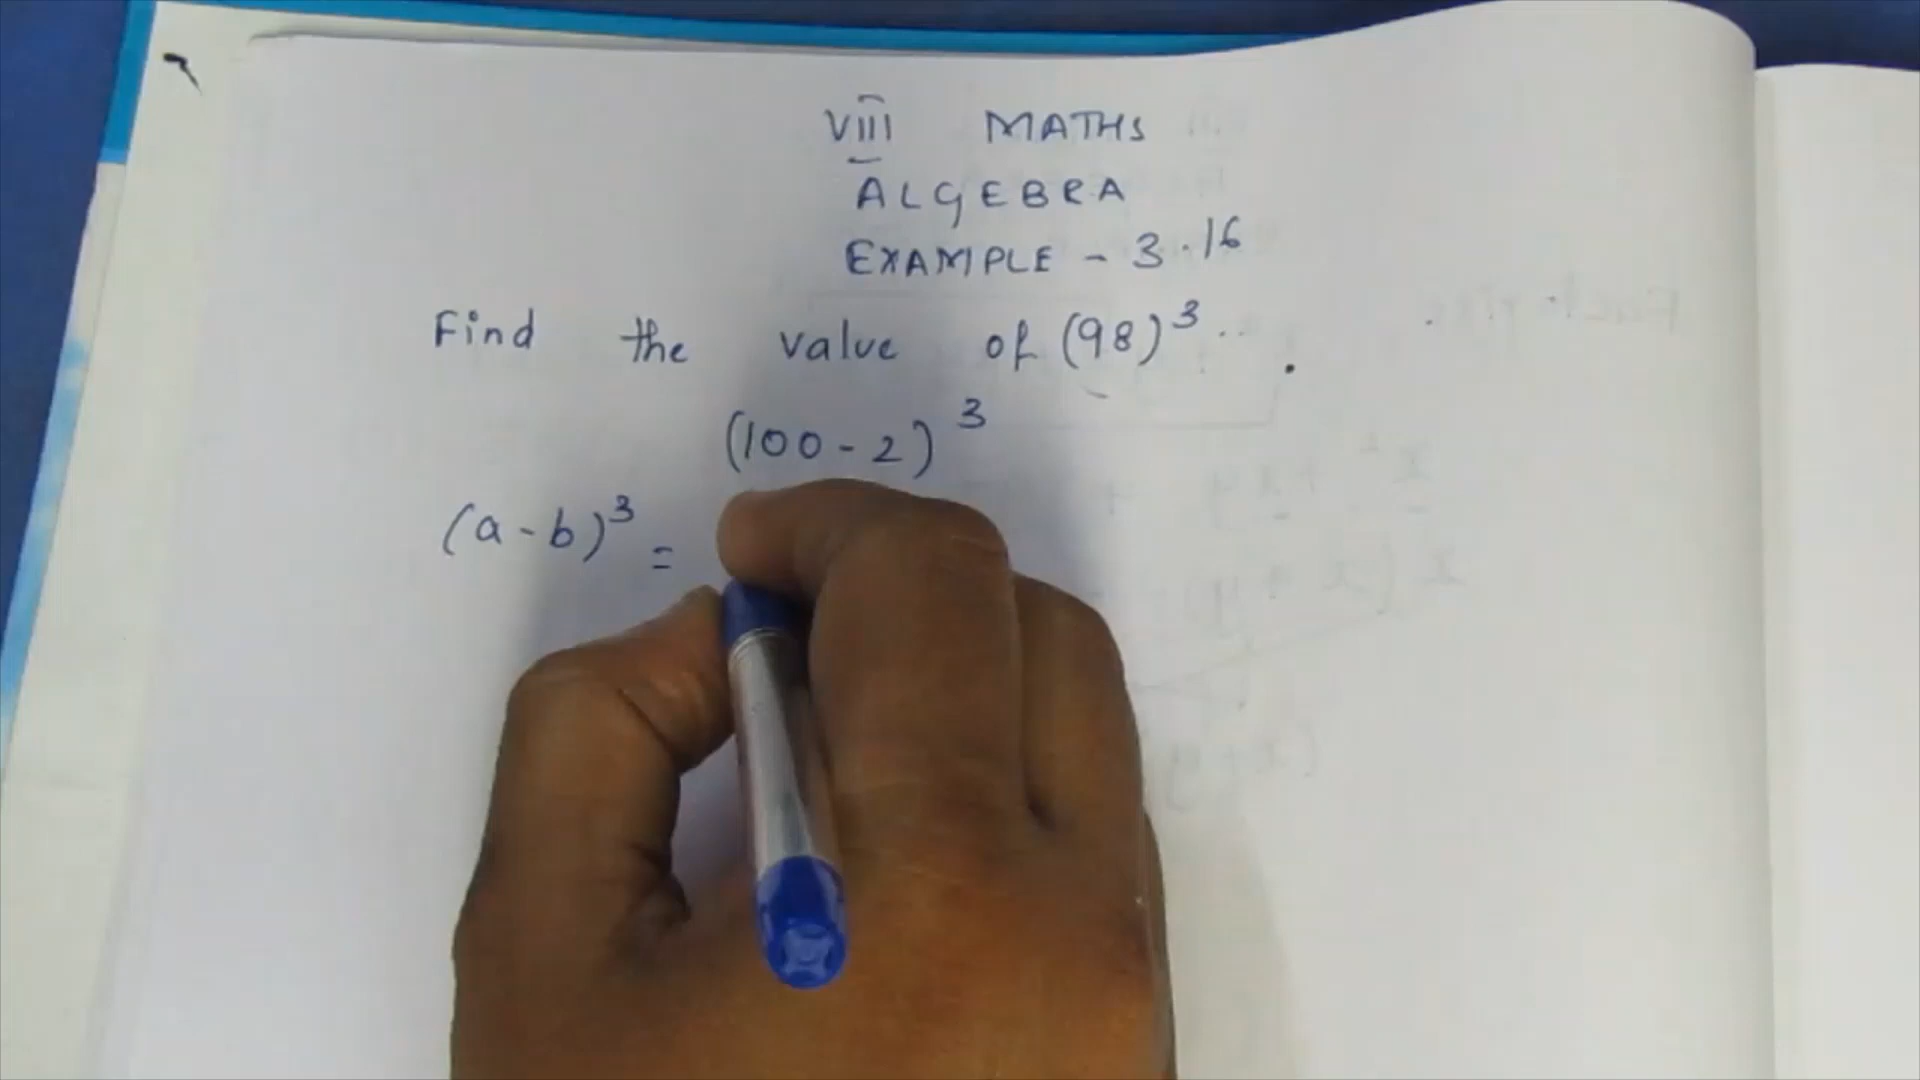 VIII MATHS
ALGEBRA
EXAMPLE - 3.16
Find the value of (98)³
(100-2)³
(a-b)³ =